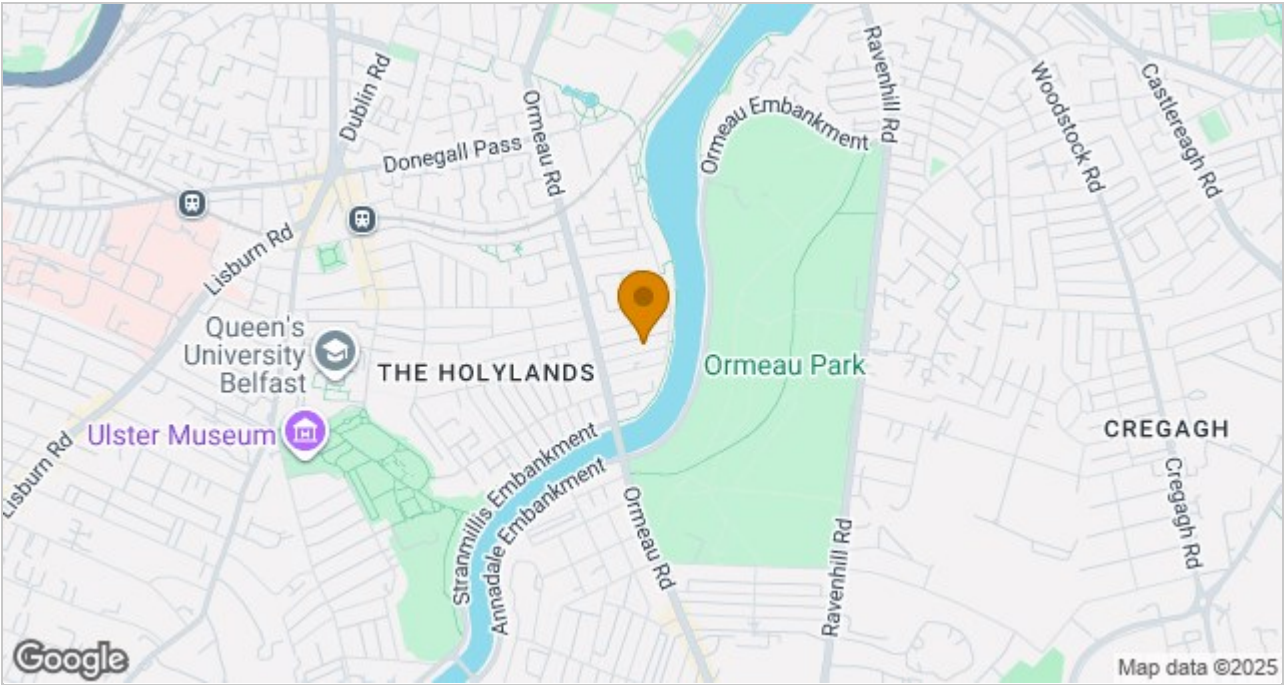 Dublin Rd
Donegall Pass
Ormeau Rd
Ormeau Embankment
Ravenhill Rd
Woodstock Rd
Castlereagh Rd
Lisburn Rd
Queen's
University
Belfast
THE HOLYLANDS
Ormeau Park
Ulster Museum
CREGAGH
Lisburn Rd
Stranmillis Embankment
Annadale Embankment
Ormeau Rd
Ravenhill Rd
Cregagh Rd
Google
Map data ©2025